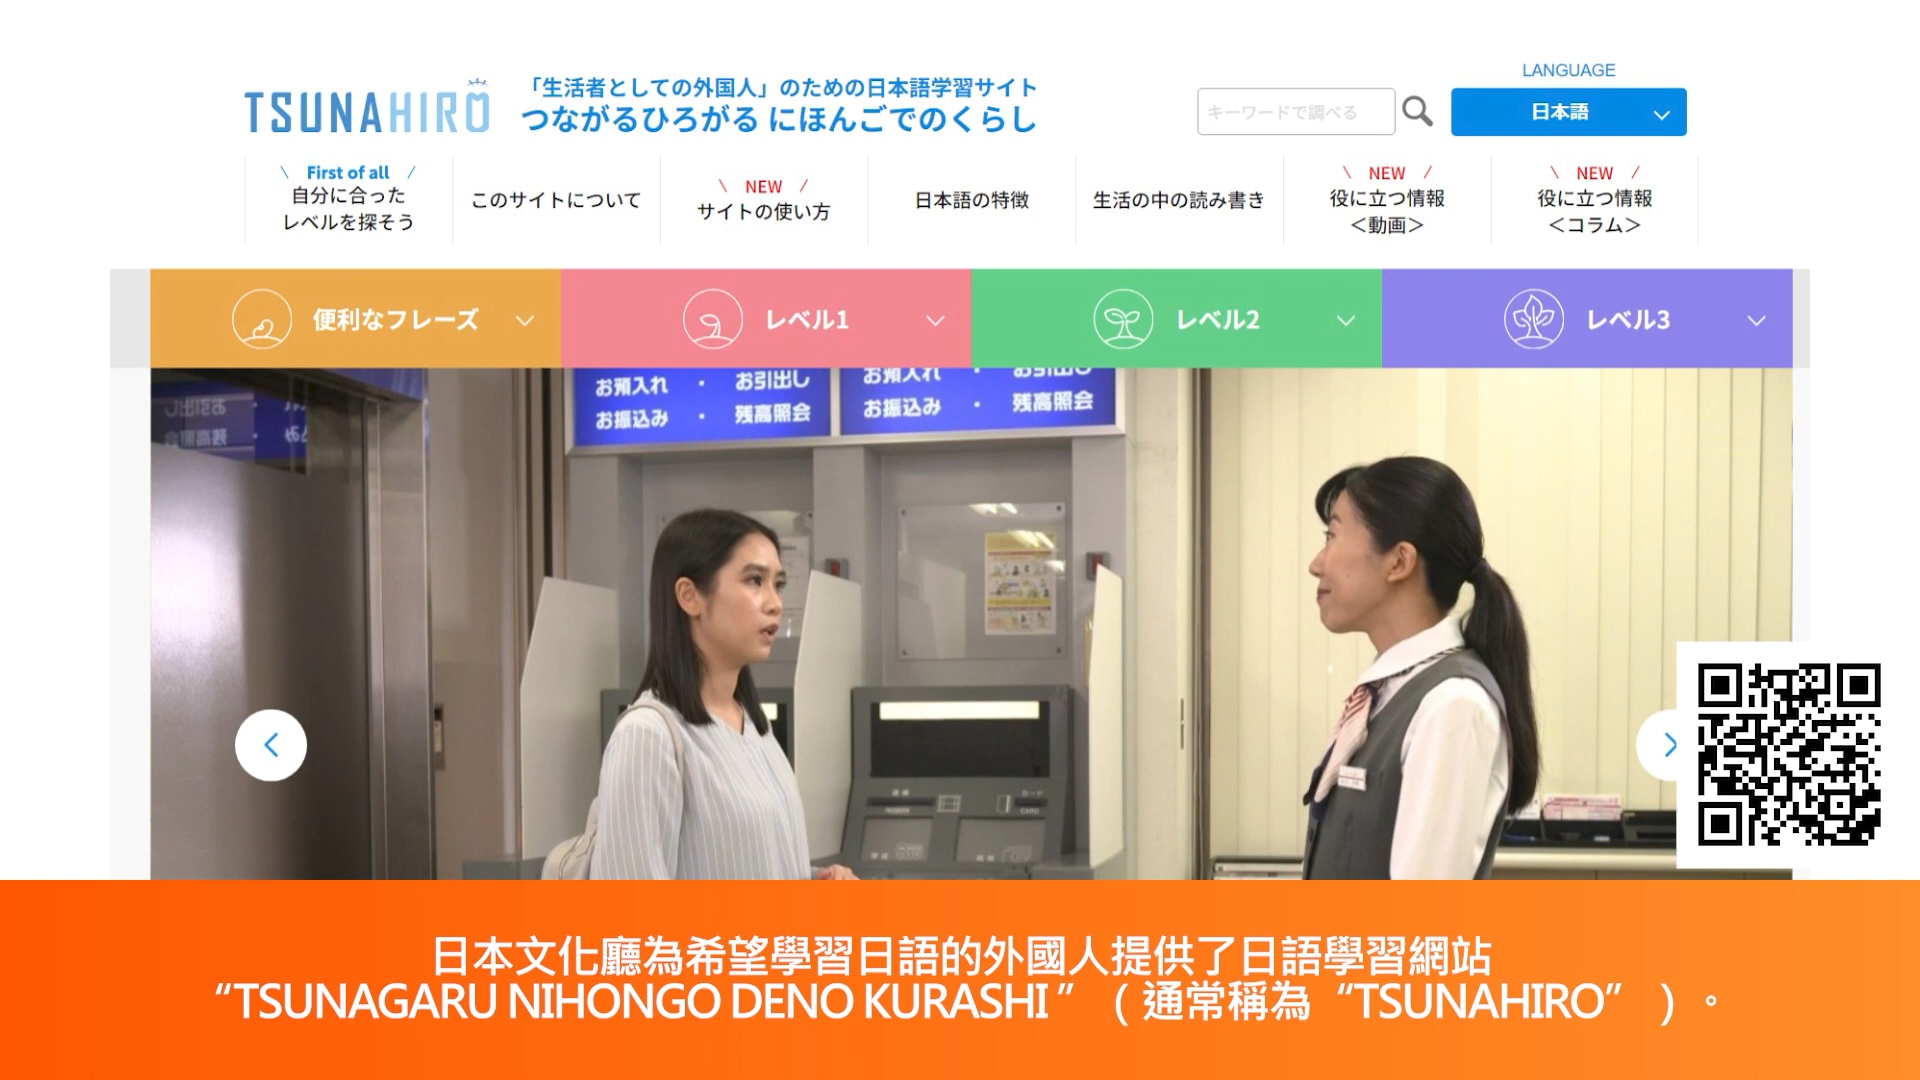 LANGUAGE
TSUNAHIRO
「生活者としての外国人」のための日本語学習サイト
つながるひろがる にほんごでのくらし
キーワードで調べる
日本語
\ First of all /
自分に合った
レベルを探そう
このサイトについて
\ NEW /
サイトの使い方
日本語の特徴
生活の中の読み書き
\ NEW /
役に立つ情報
＜動画＞
\ NEW /
役に立つ情報
＜コラム＞
便利なフレーズ
レベル1
レベル2
レベル3
お預入れ ・ お引出し
お振込み ・ 残高照会
お預入れ ・ お引出し
お振込み ・ 残高照会
日本文化廳為希望學習日語的外國人提供了日語學習網站
“TSUNAGARU NIHONGO DENO KURASHI ”（ 通常稱為“TSUNAHIRO” ）。